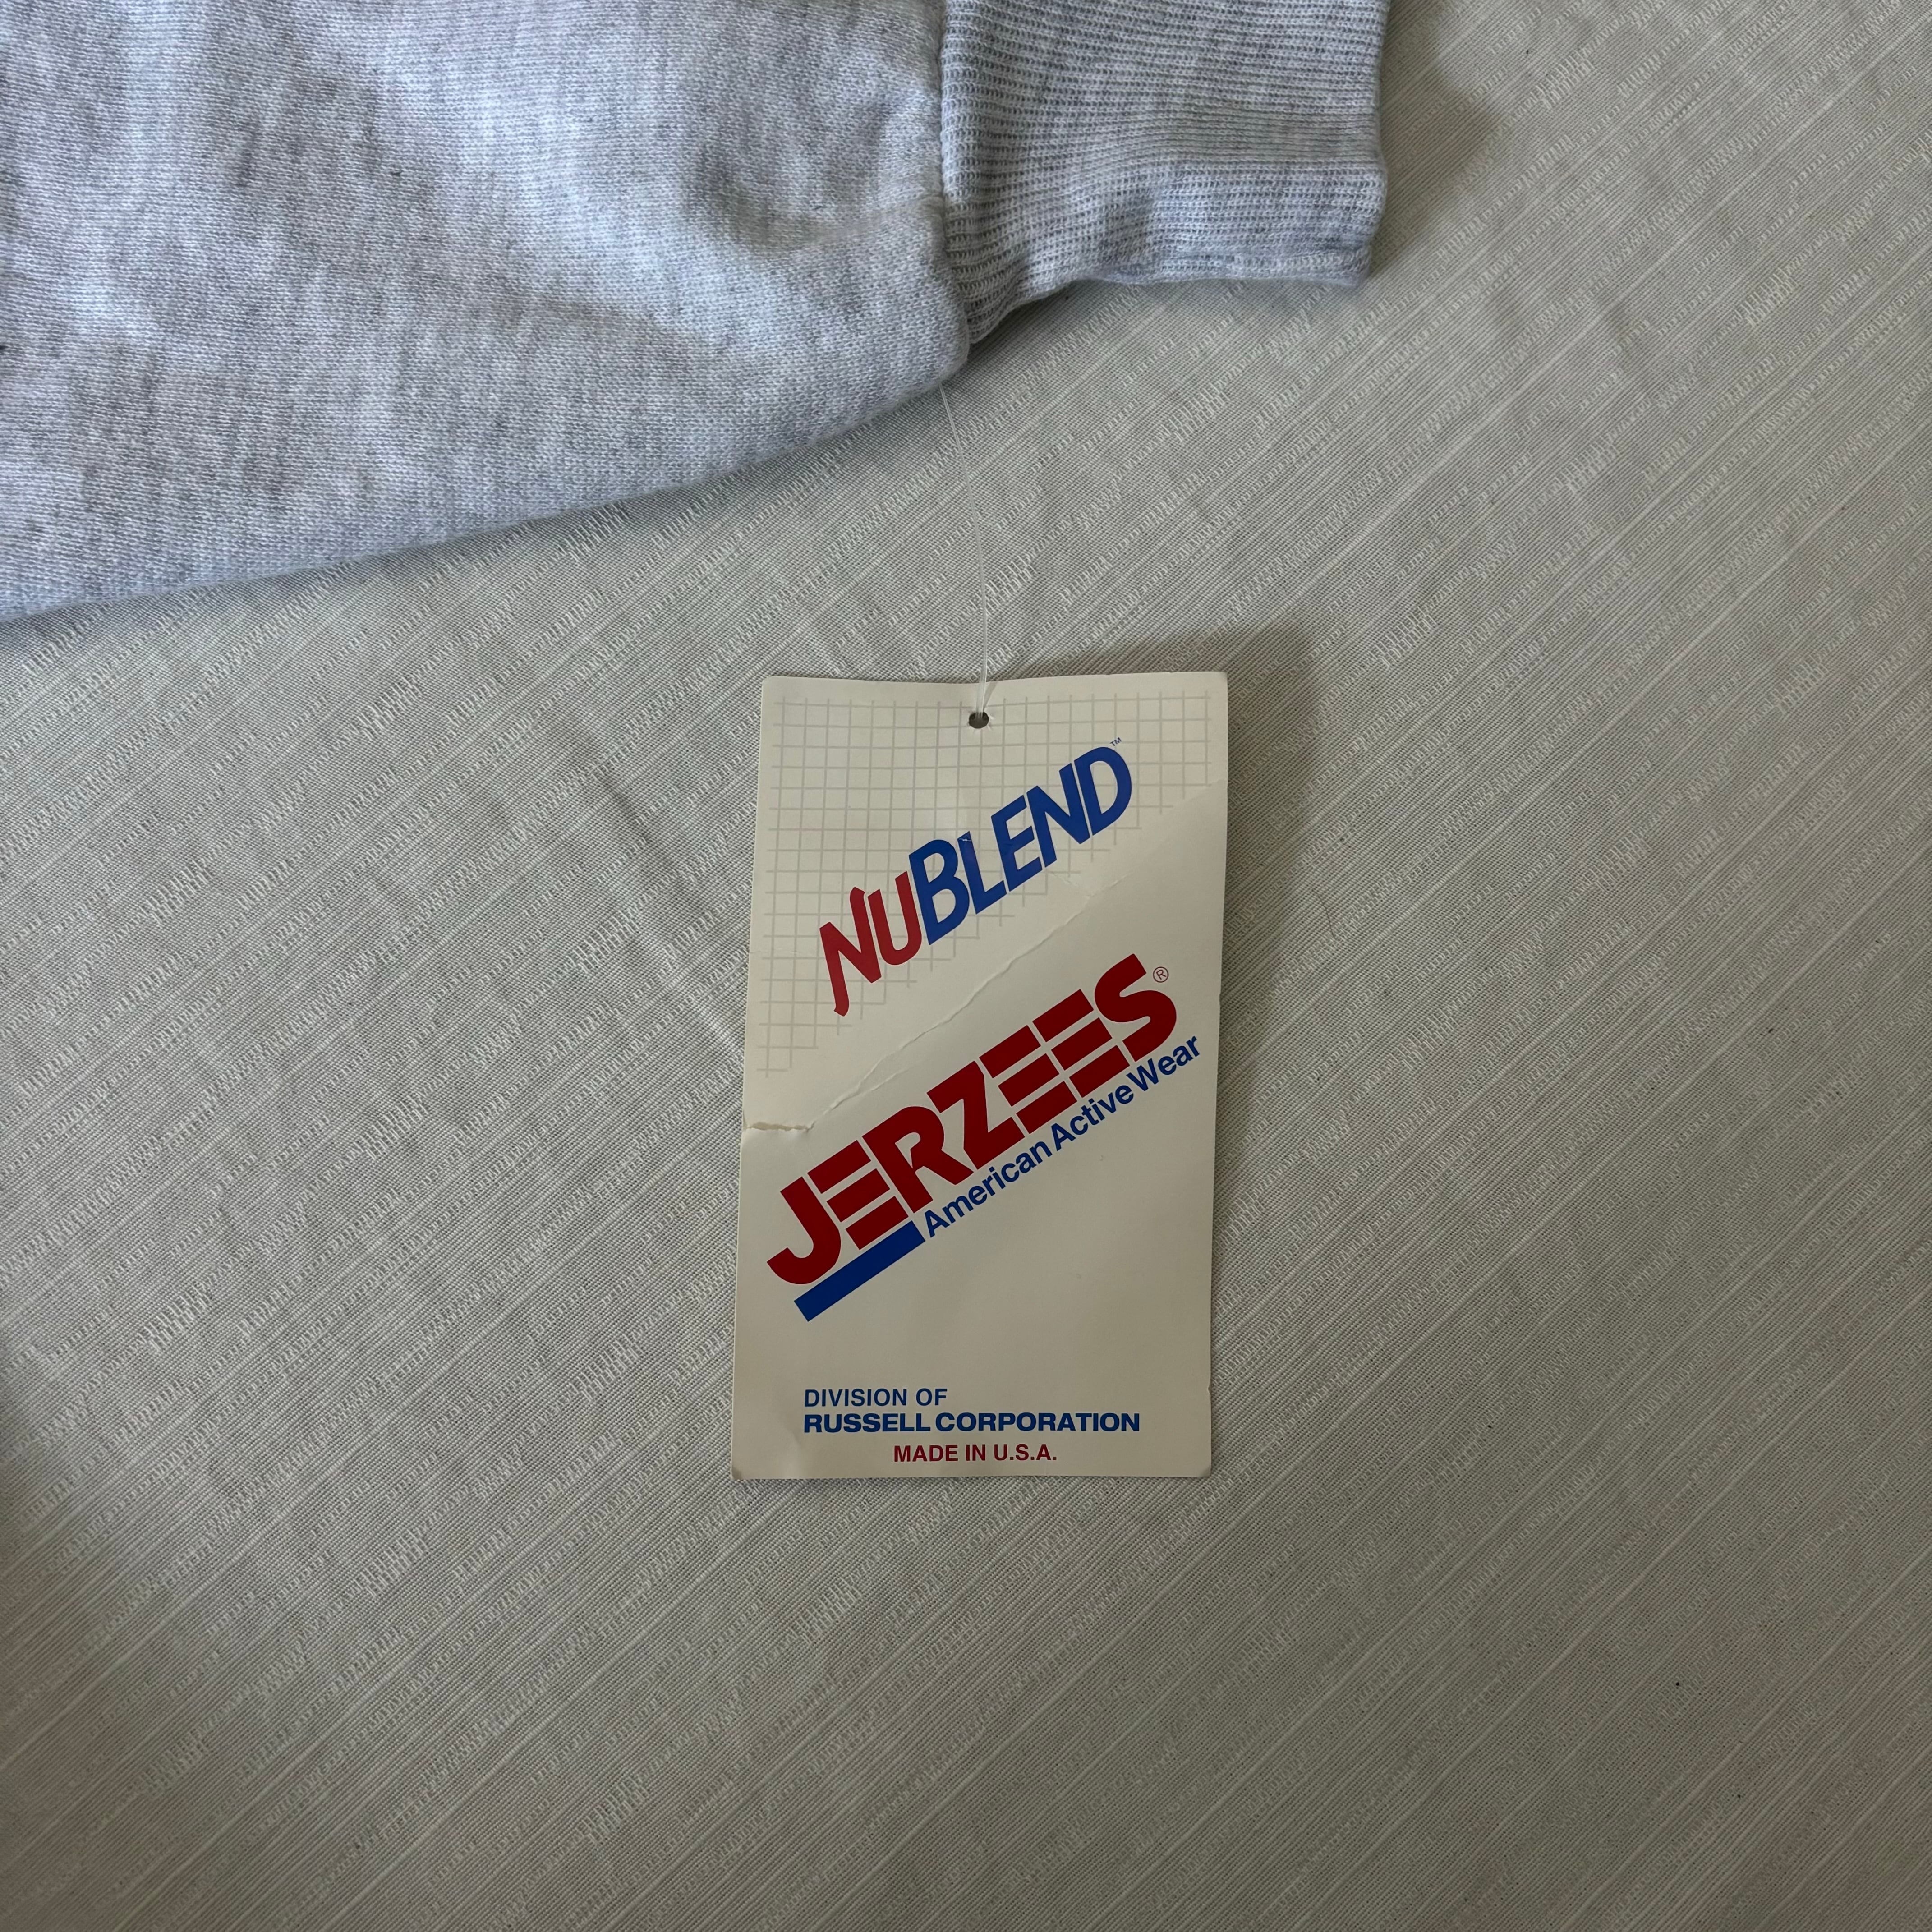 NUBLEND™
JERZEES®
American Active Wear
DIVISION OF
RUSSELL CORPORATION
MADE IN U.S.A.